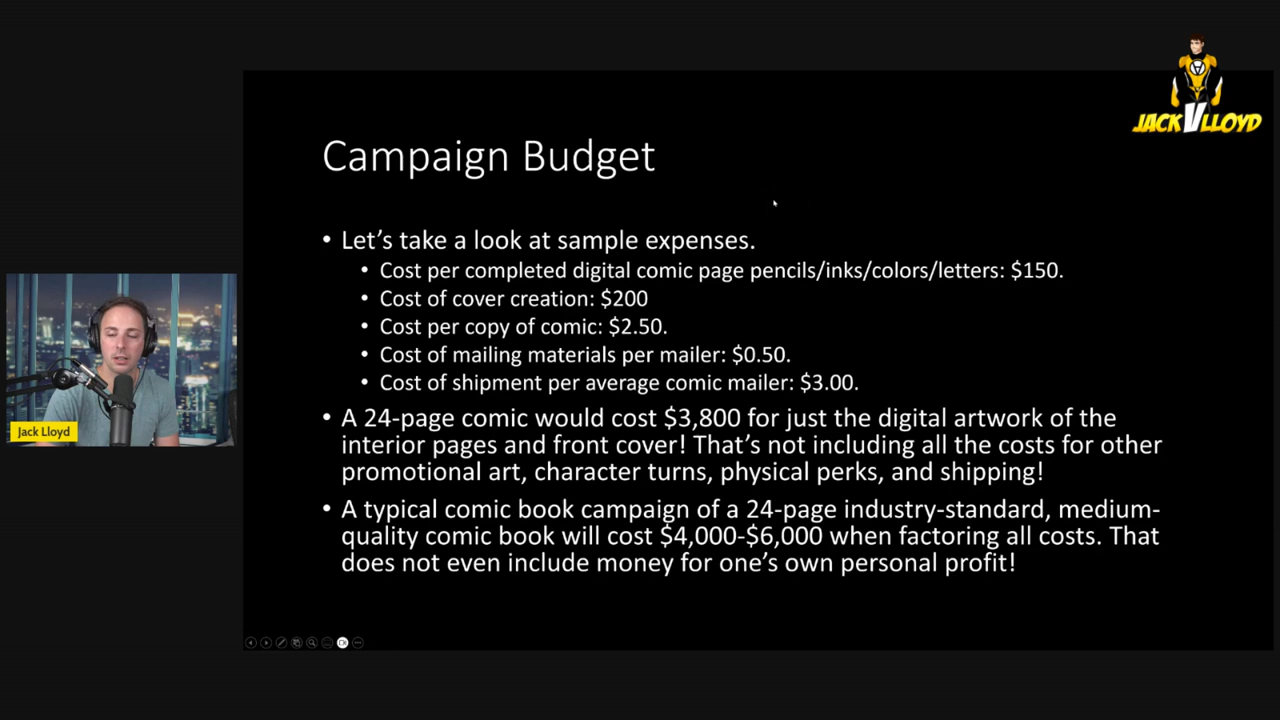 JACK V LLOYD
Campaign Budget
• Let’s take a look at sample expenses.
• Cost per completed digital comic page pencils/inks/colors/letters: $150.
• Cost of cover creation: $200
• Cost per copy of comic: $2.50.
• Cost of mailing materials per mailer: $0.50.
• Cost of shipment per average comic mailer: $3.00.
• A 24-page comic would cost $3,800 for just the digital artwork of the
interior pages and front cover! That’s not including all the costs for other
promotional art, character turns, physical perks, and shipping!
• A typical comic book campaign of a 24-page industry-standard, medium-
quality comic book will cost $4,000-$6,000 when factoring all costs. That
does not even include money for one’s own personal profit!
Jack Lloyd